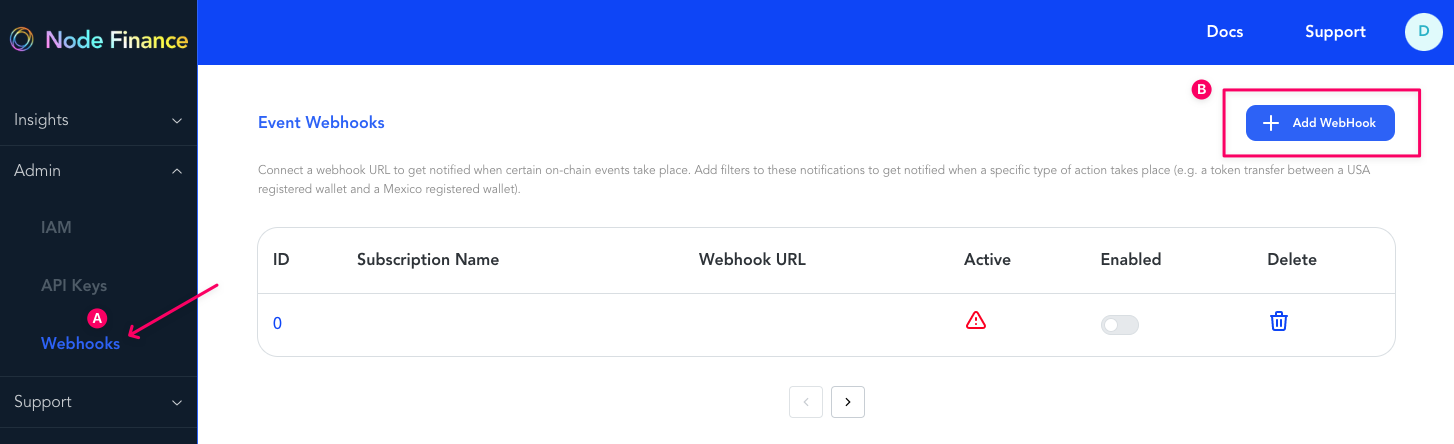 Node Finance
Docs
Support
D
Insights
Admin
IAM
API Keys
A
Webhooks
Support
B
Event Webhooks
Add WebHook
Connect a webhook URL to get notified when certain on-chain events take place. Add filters to these notifications to get notified when a specific type of action takes place (e.g. a token transfer between a USA
registered wallet and a Mexico registered wallet).
ID Subscription Name Webhook URL Active Enabled Delete
0